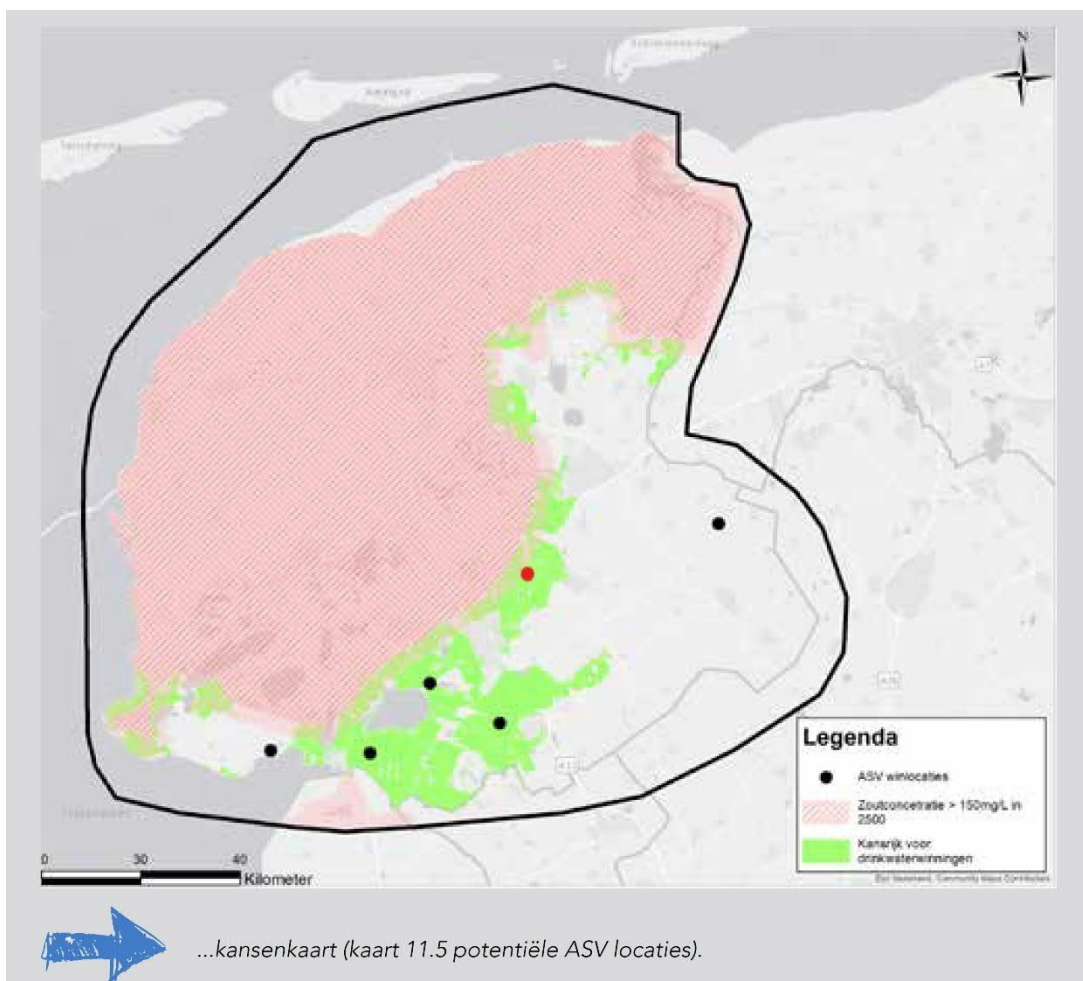 N
Ameland
Legenda
ASV winlocaties
Zoutconcetratie > 150mg/L in
2500
Kansrijk voor
drinkwaterwinningen
0 30 40
Kilometer
...kansenkaart (kaart 11.5 potentiële ASV locaties).